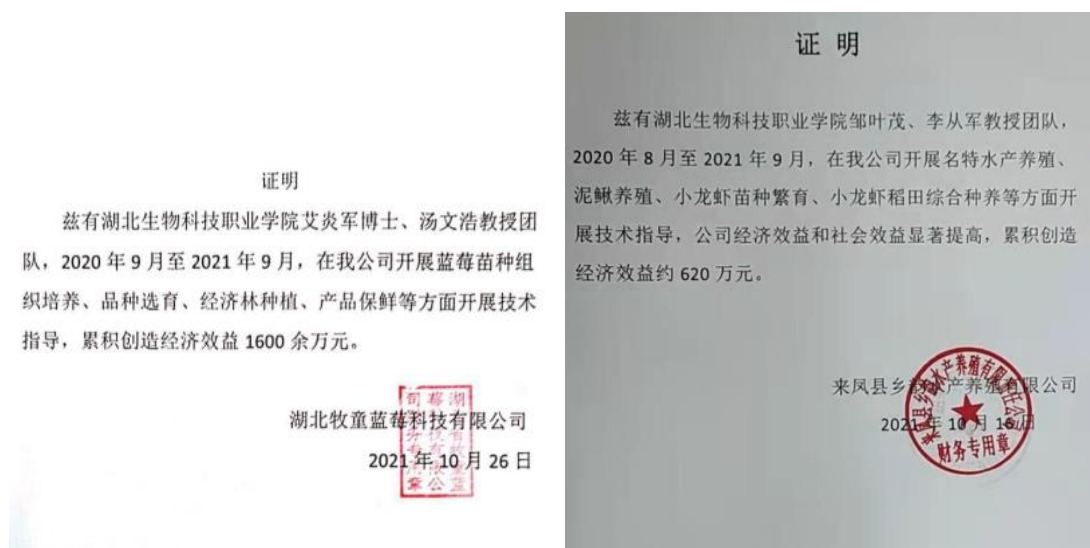 证明
兹有湖北生物科技职业学院艾炎军博士、汤文浩教授团
队，2020 年 9 月至 2021 年 9 月，在我公司开展蓝莓苗种组
织培养、品种选育、经济林种植、产品保鲜等方面开展技术
指导，累积创造经济效益 1600 余万元。
湖北牧童蓝莓科技有限公司
2021 年 10 月 26 日
证 明
兹有湖北生物科技职业学院邹叶茂、李从军教授团队，
2020 年 8 月至 2021 年 9 月，在我公司开展名特水产养殖、
泥鳅养殖、小龙虾苗种繁育、小龙虾稻田综合种养等方面开
展技术指导，公司经济效益和社会效益显著提高，累积创造
经济效益约 620 万元。
来凤县乡 水产养殖有限公司
2021 年 10 月 16 日
财务专用章